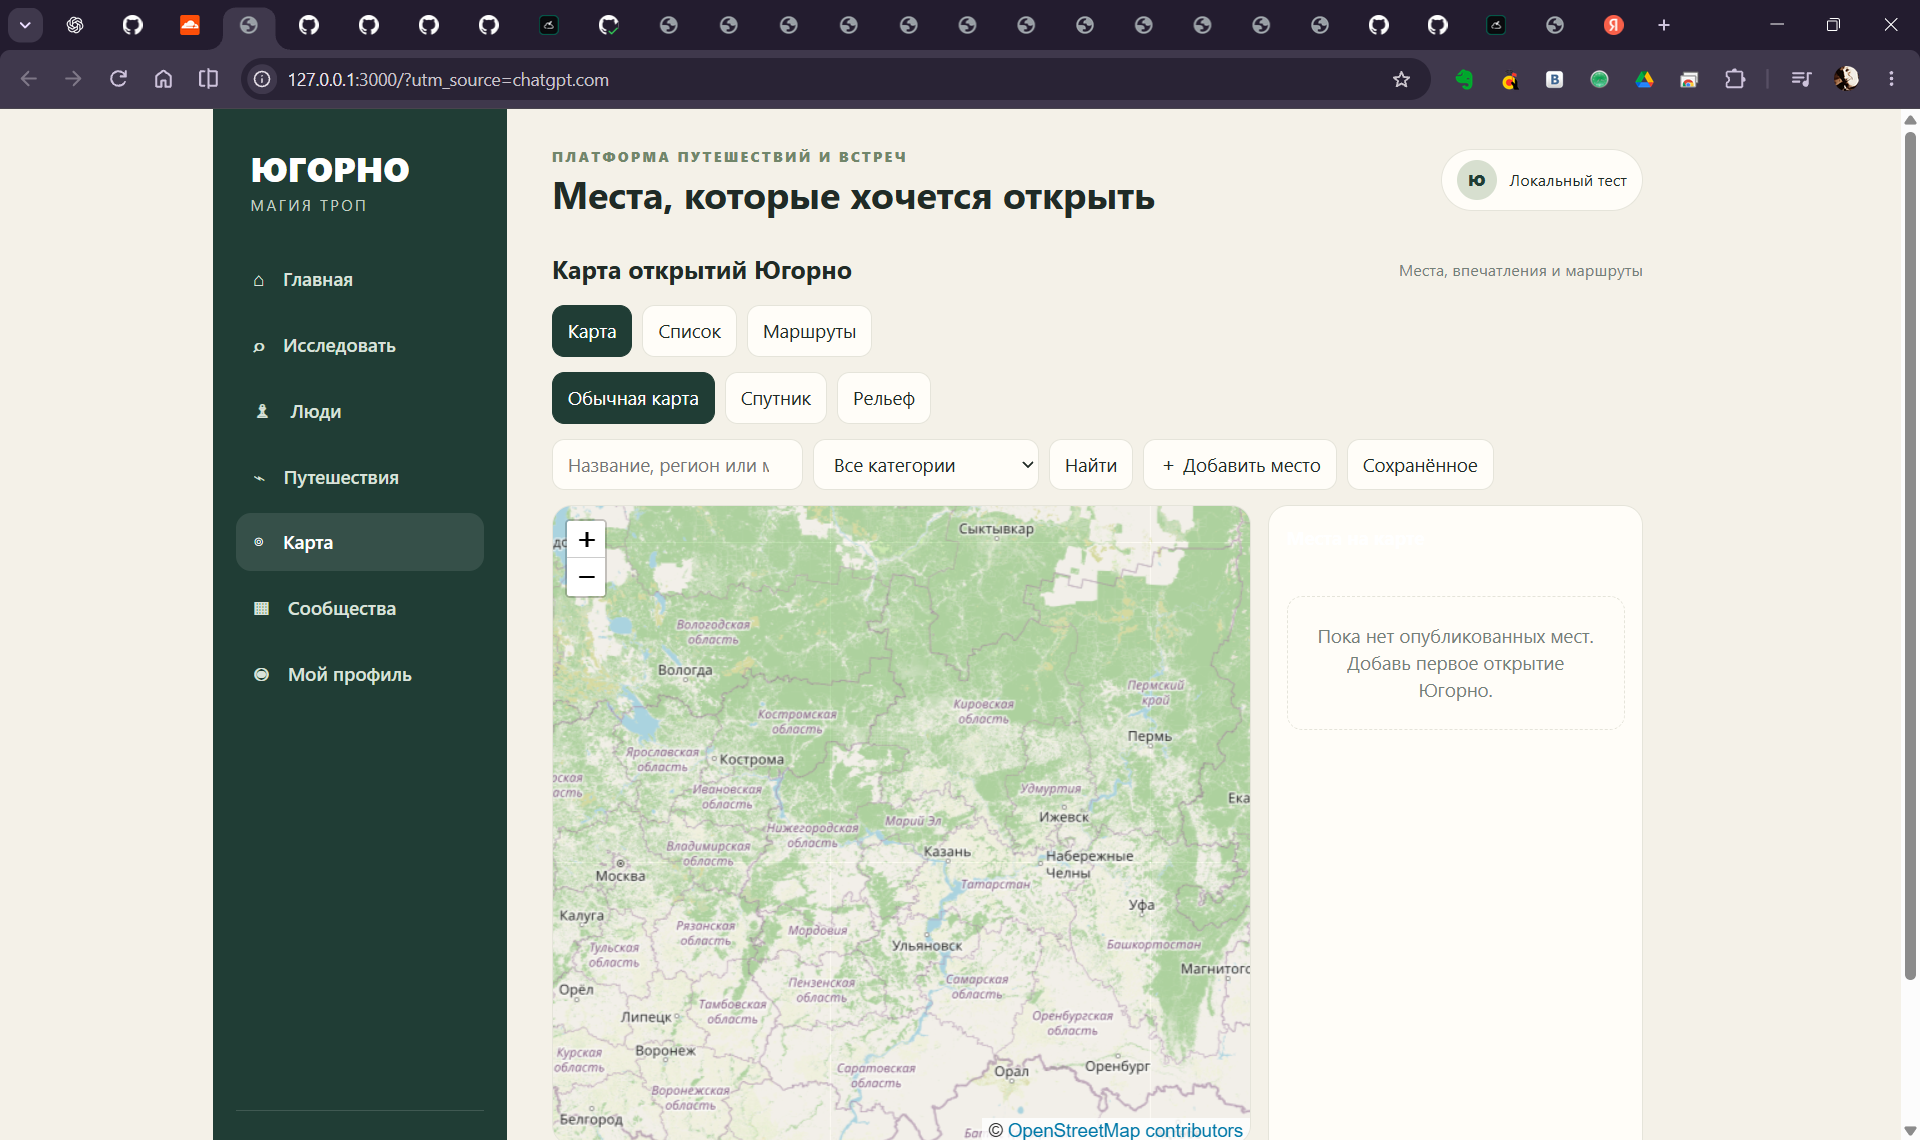 127.0.0.1:3000/?utm_source=chatgpt.com
ЮГОРНО
МАГИЯ ТРОП
Главная
Исследовать
Люди
Путешествия
Карта
Сообщества
Мой профиль
ПЛАТФОРМА ПУТЕШЕСТВИЙ И ВСТРЕЧ
Места, которые хочется открыть
Ю Локальный тест
Карта открытий Югорно
Места, впечатления и маршруты
Карта Список Маршруты
Обычная карта Спутник Рельеф
Название, регион или Все категории Найти + Добавить место Сохранённое
+
−
Сыктывкар
Вологодская
область
Вологда
Пермский
край
Кировская
область
Костромская
область
Пермь
Ярославская
область
Кострома
Ивановская
область
Удмуртия
Ижевск
Марий Эл
Нижегородская
область
Владимирская
область
Казань
Набережные
Челны
Москва
Татарстан
Уфа
Калуга
Рязанская
область
Мордовия
Ульяновск
Башкортостан
Тульская
область
Магнитогс
Пензенская
область
Самарская
область
Орёл
Тамбовская
область
Липецк
Оренбургская
область
Воронеж
Курская
область
Саратовская
область
Орал
Оренбург
Воронежская
область
Белгород
© OpenStreetMap contributors
Пока нет опубликованных мест.
Добавь первое открытие
Югорно.